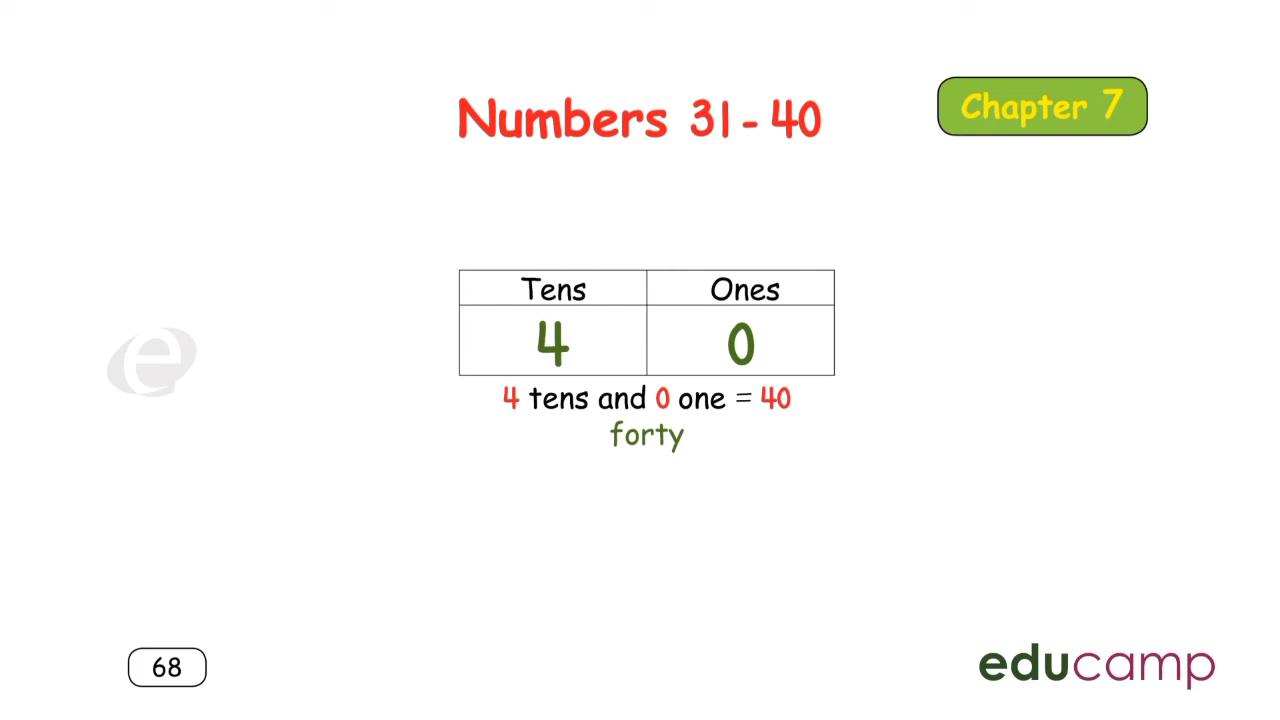 Numbers 31-40
Chapter 7
Tens Ones
4 0
4 tens and 0 one = 40
forty
e
68
educamp